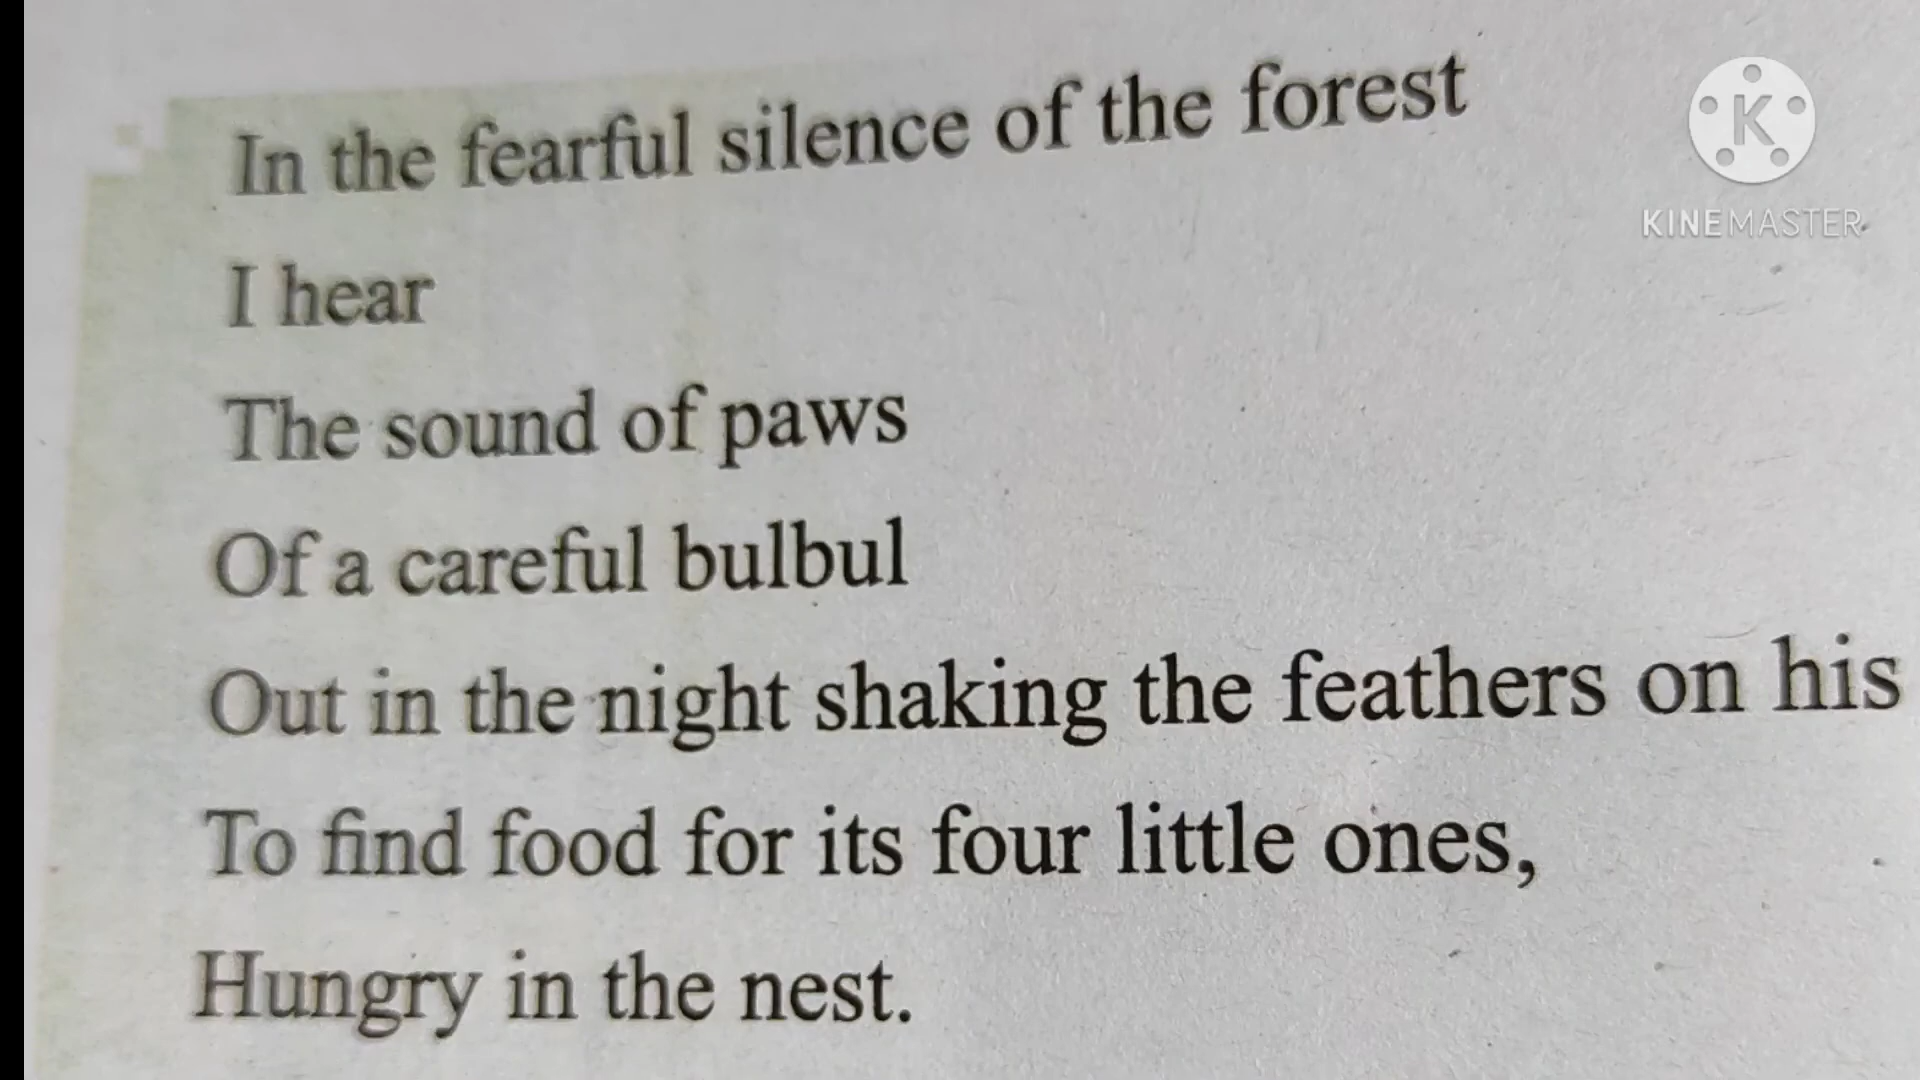 In the fearful silence of the forest
I hear
The sound of paws
Of a careful bulbul
Out in the night shaking the feathers on his
To find food for its four little ones,
Hungry in the nest.
K
KINEMASTER